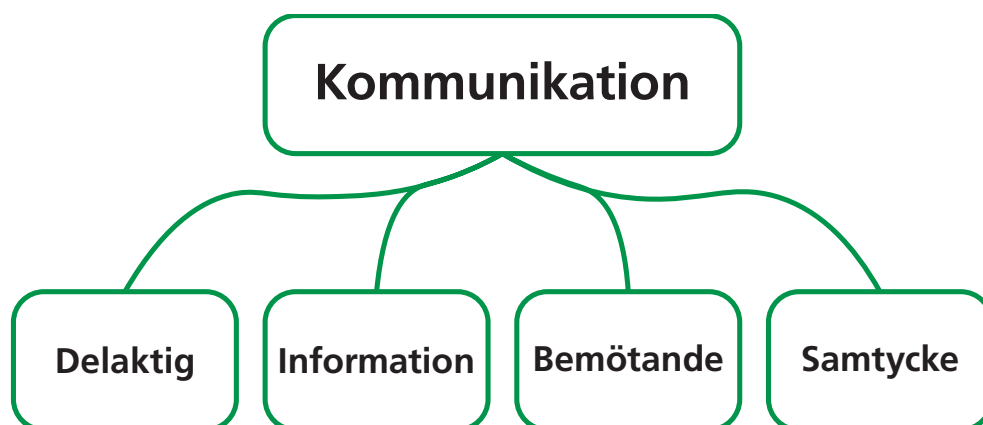 Kommunikation
Delaktig
Information
Bemötande
Samtycke